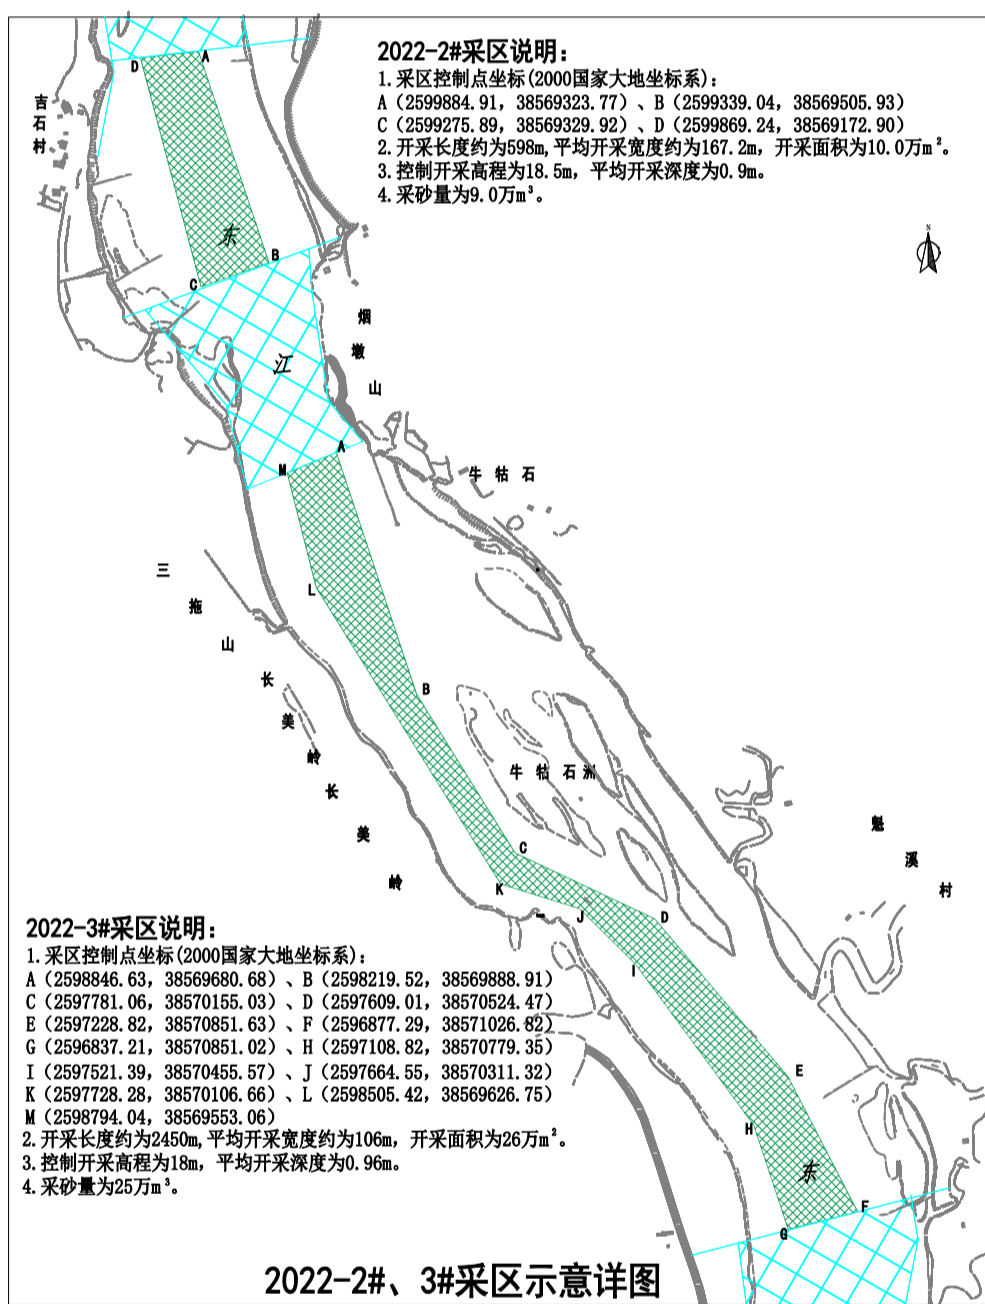 2022-2#采区说明：
1.采区控制点坐标(2000国家大地坐标系)：
A（2599884.91，38569323.77）、B（2599339.04，38569505.93）
C（2599275.89，38569329.92）、D（2599869.24，38569172.90）
2.开采长度约为598m,平均开采宽度约为167.2m，开采面积为10.0万m²。
3.控制开采高程为18.5m，平均开采深度为0.9m。
4.采砂量为9.0万m³。
N
D
A
吉石村
东
B
C
烟墩山
江
A
M
牛牯石
L
三拖山
长美岭
长美岭
B
牛牯石洲
C
K
J
D
I
魁溪村
E
H
东
F
G
2022-3#采区说明：
1.采区控制点坐标(2000国家大地坐标系)：
A（2598846.63，38569680.68）、B（2598219.52，38569888.91）
C（2597781.06，38570155.03）、D（2597609.01，38570524.47）
E（2597228.82，38570851.63）、F（2596877.29，38571026.82）
G（2596837.21，38570851.02）、H（2597108.82，38570779.35）
I（2597521.39，38570455.57）、J（2597664.55，38570311.32）
K（2597728.28，38570106.66）、L（2598505.42，38569626.75）
M（2598794.04，38569553.06）
2.开采长度约为2450m,平均开采宽度约为106m，开采面积为26万m²。
3.控制开采高程为18m，平均开采深度为0.96m。
4.采砂量为25万m³。
2022-2#、3#采区示意详图